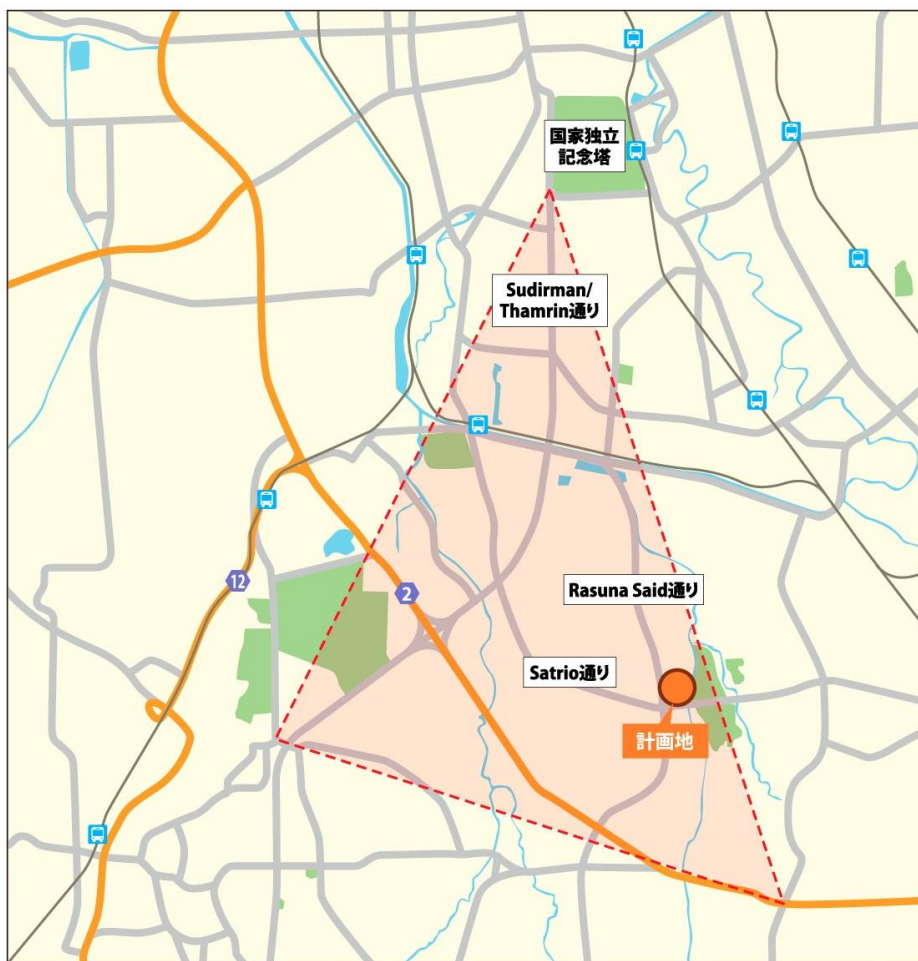 国家独立
記念塔
Sudirman/
Thamrin通り
12
2
Rasuna Said通り
Satrio通り
計画地